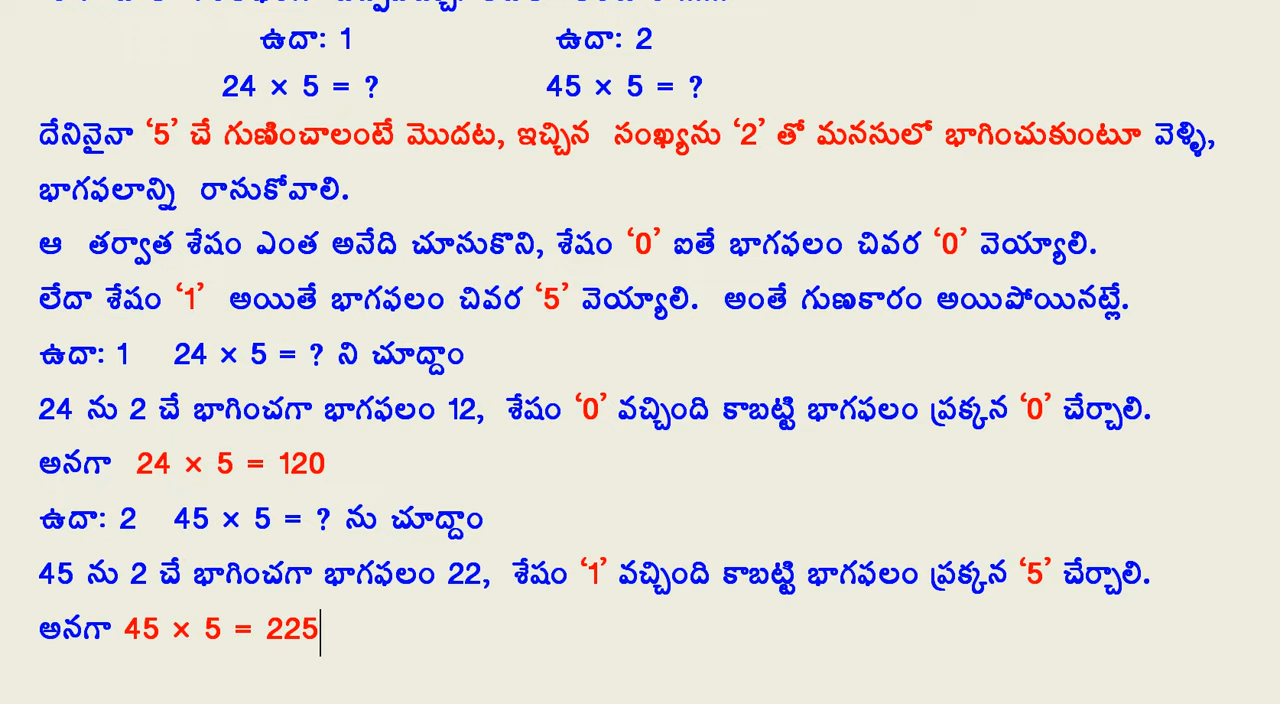 ఉదా: 1 ఉదా: 2
24 × 5 = ? 45 × 5 = ?
దేనినైనా ‘5’ చే గుణించాలంటే మొదట, ఇచ్చిన సంఖ్యను ‘2’ తో మనసులో భాగించుకుంటూ వెళ్ళి,
భాగఫలాన్ని రానుకోవాలి.
ఆ తర్వాత శేషం ఎంత అనేది చూసుకొని, శేషం ‘0’ ఐతే భాగఫలం చివర ‘0’ వెయ్యాలి.
లేదా శేషం ‘1’ అయితే భాగఫలం చివర ‘5’ వెయ్యాలి. అంతే గుణకారం అయిపోయినట్లే.
ఉదా: 1 24 × 5 = ? ని చూద్దాం
24 ను 2 చే భాగించగా భాగఫలం 12, శేషం ‘0’ వచ్చింది కాబట్టి భాగఫలం ప్రక్కన ‘0’ చేర్చాలి.
అనగా 24 × 5 = 120
ఉదా: 2 45 × 5 = ? ను చూద్దాం
45 ను 2 చే భాగించగా భాగఫలం 22, శేషం ‘1’ వచ్చింది కాబట్టి భాగఫలం ప్రక్కన ‘5’ చేర్చాలి.
అనగా 45 × 5 = 225